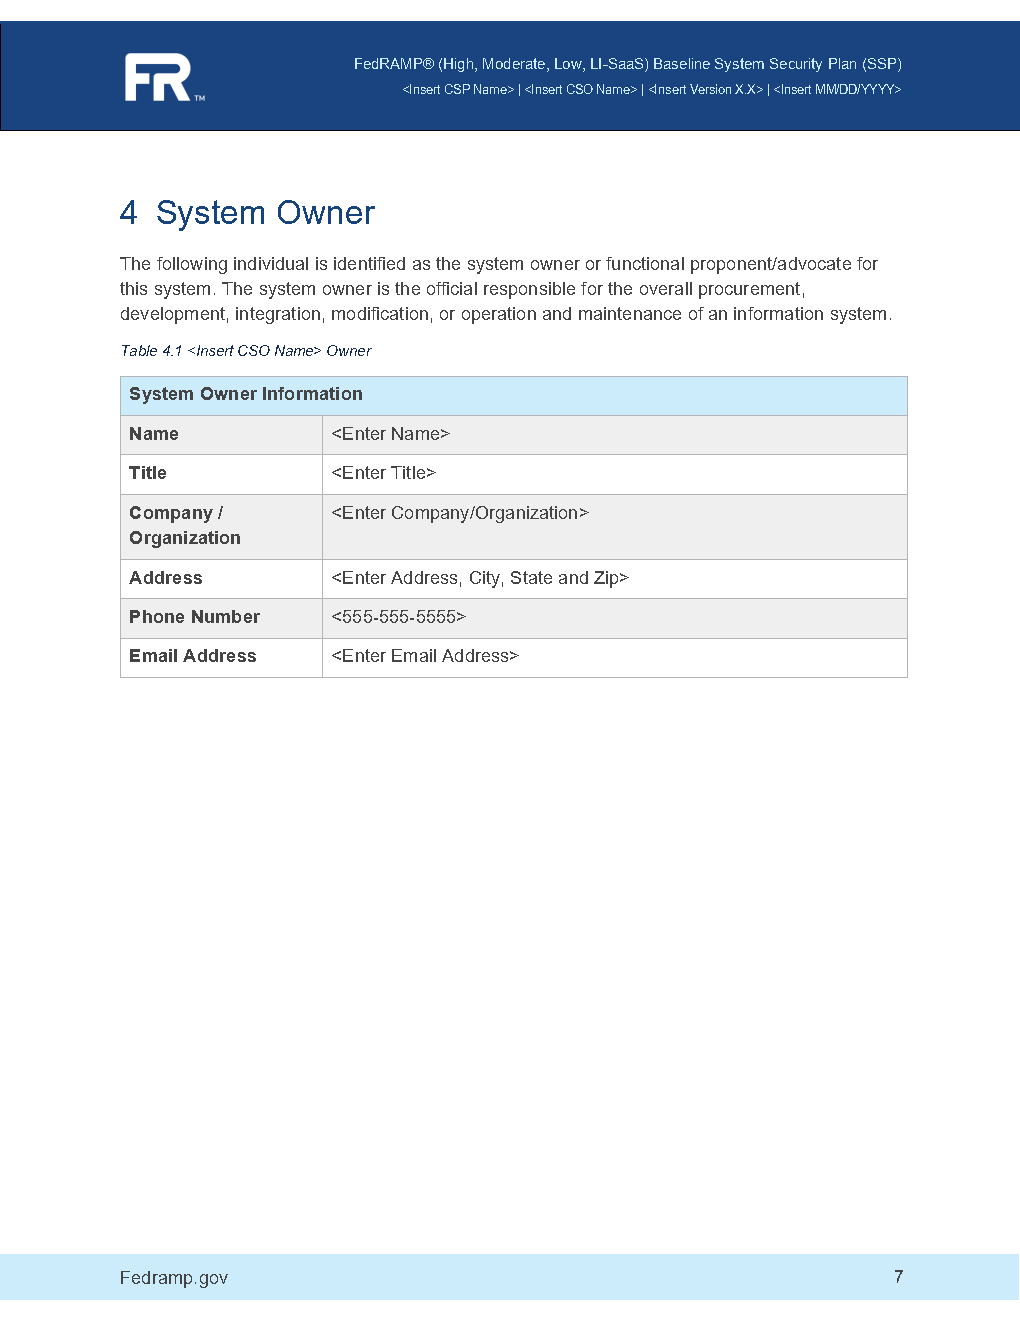 FR™
FedRAMP® (High, Moderate, Low, LI-SaaS) Baseline System Security Plan (SSP)
<Insert CSP Name> | <Insert CSO Name> | <Insert Version X.X> | <Insert MM/DD/YYYY>
4 System Owner
The following individual is identified as the system owner or functional proponent/advocate for
this system. The system owner is the official responsible for the overall procurement,
development, integration, modification, or operation and maintenance of an information system.
Table 4.1 <Insert CSO Name> Owner
System Owner Information
Name <Enter Name>
Title <Enter Title>
Company / <Enter Company/Organization>
Organization
Address <Enter Address, City, State and Zip>
Phone Number <555-555-5555>
Email Address <Enter Email Address>
Fedramp.gov 7